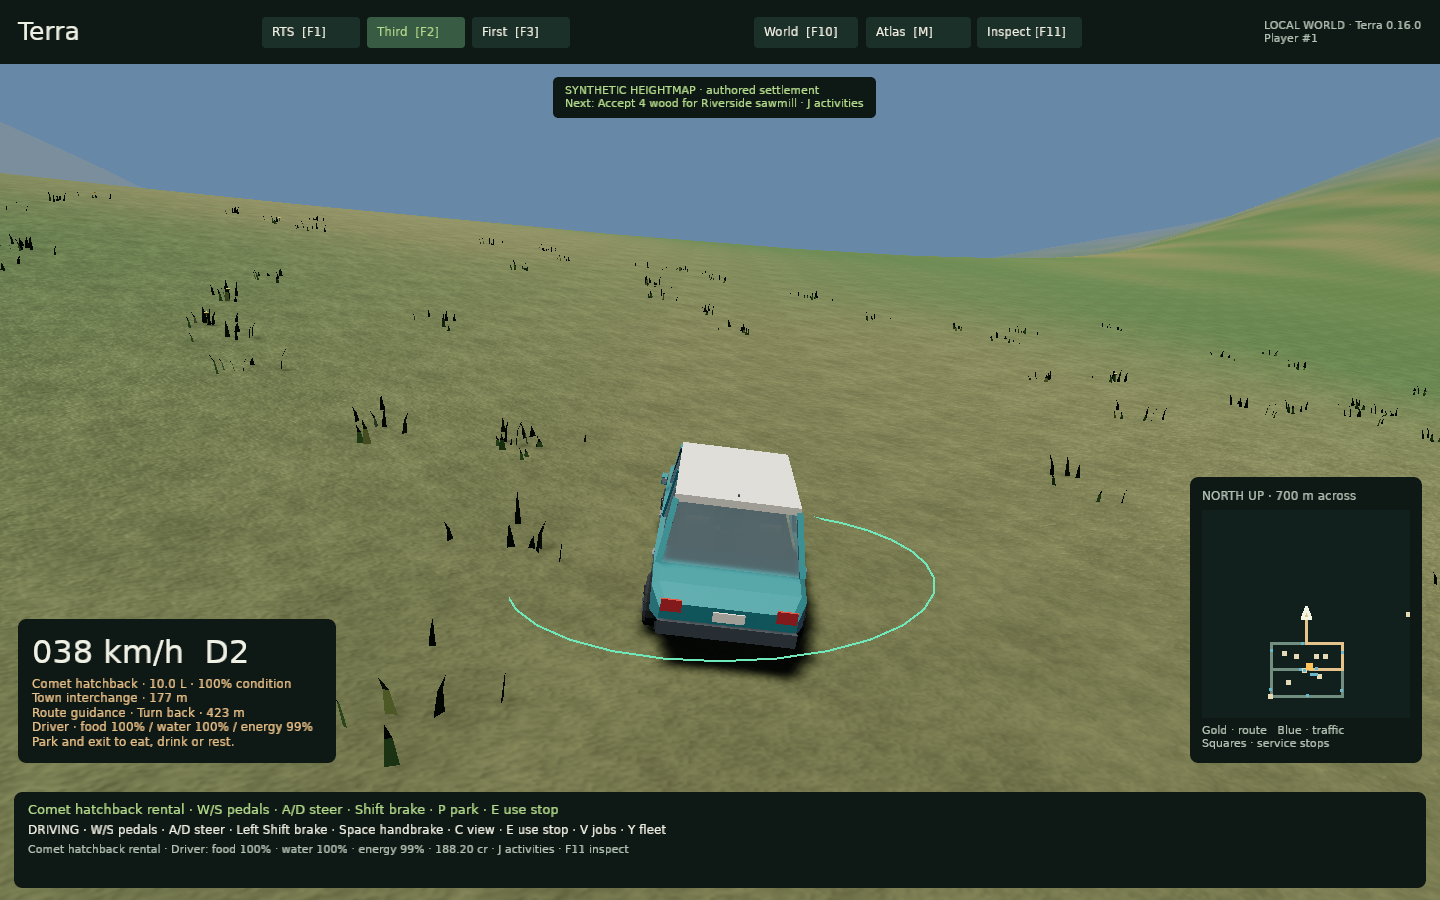 Terra
RTS [F1]
Third [F2]
First [F3]
World [F10]
Atlas [M]
Inspect [F11]
LOCAL WORLD · Terra 0.16.0
Player #1
SYNTHETIC HEIGHTMAP · authored settlement
Next: Accept 4 wood for Riverside sawmill · J activities
NORTH UP · 700 m across
Gold · route Blue · traffic
Squares · service stops
038 km/h D2
Comet hatchback · 10.0 L · 100% condition
Town interchange · 177 m
Route guidance · Turn back · 423 m
Driver · food 100% / water 100% / energy 99%
Park and exit to eat, drink or rest.
Comet hatchback rental · W/S pedals · A/D steer · Shift brake · P park · E use stop
DRIVING · W/S pedals · A/D steer · Left Shift brake · Space handbrake · C view · E use stop · V jobs · Y fleet
Comet hatchback rental · Driver: food 100% · water 100% · energy 99% · 188.20 cr · J activities · F11 inspect